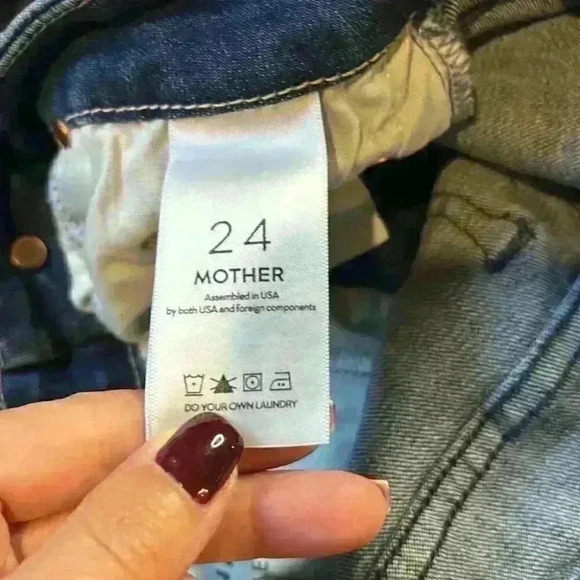 24
MOTHER
Assembled in USA
by both USA and foreign components
DO YOUR OWN LAUNDRY